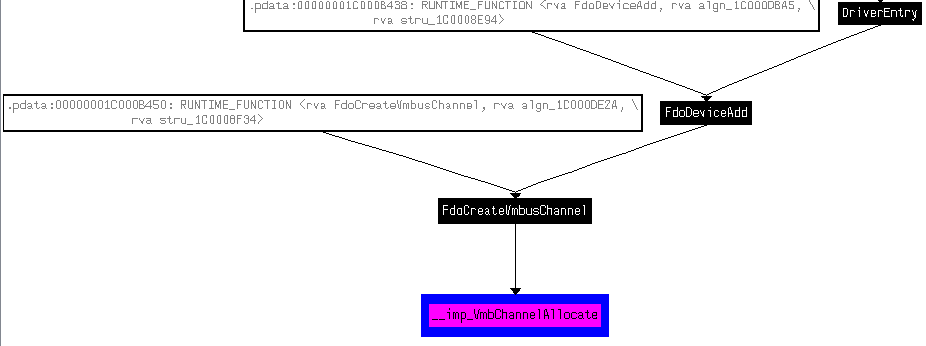 .pdata:00000001C000B438: RUNTIME_FUNCTION <rva FdoDeviceAdd, rva algn_1C000DBA5, \
rva stru_1C0008E94>
DriverEntry
.pdata:00000001C000B450: RUNTIME_FUNCTION <rva FdoCreateVmbusChannel, rva algn_1C000DE2A, \
rva stru_1C0008F34>
FdoDeviceAdd
FdoCreateVmbusChannel
__imp_VmbChannelAllocate